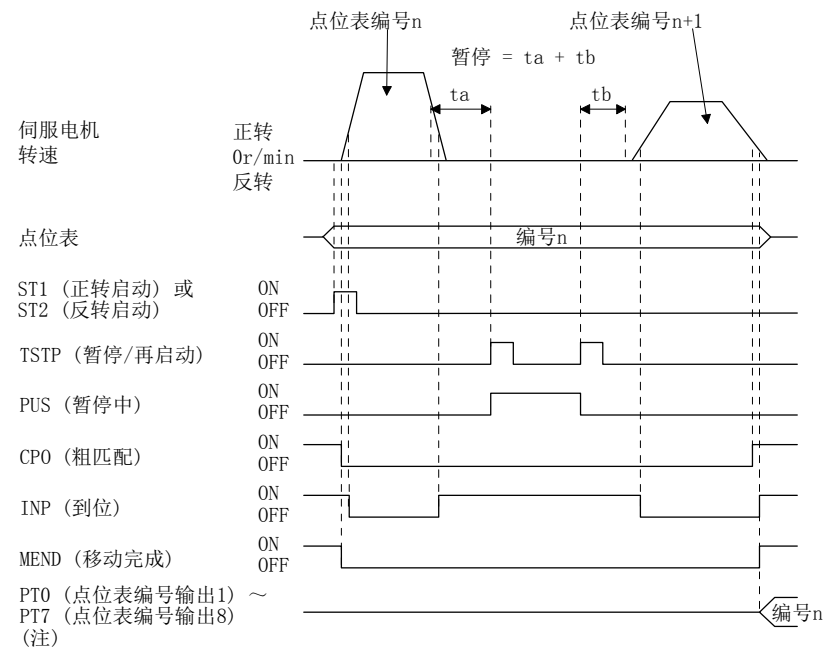 点位表编号n
点位表编号n+1
暂停 = ta + tb
ta
tb
伺服电机
转速
正转
0r/min
反转
点位表
编号n
ST1 (正转启动) 或
ST2 (反转启动)
ON
OFF
TSTP (暂停/再启动)
ON
OFF
PUS (暂停中)
ON
OFF
CPO (粗匹配)
ON
OFF
INP (到位)
ON
OFF
MEND (移动完成)
ON
OFF
PT0 (点位表编号输出1) ～
PT7 (点位表编号输出8)
(注)
编号n